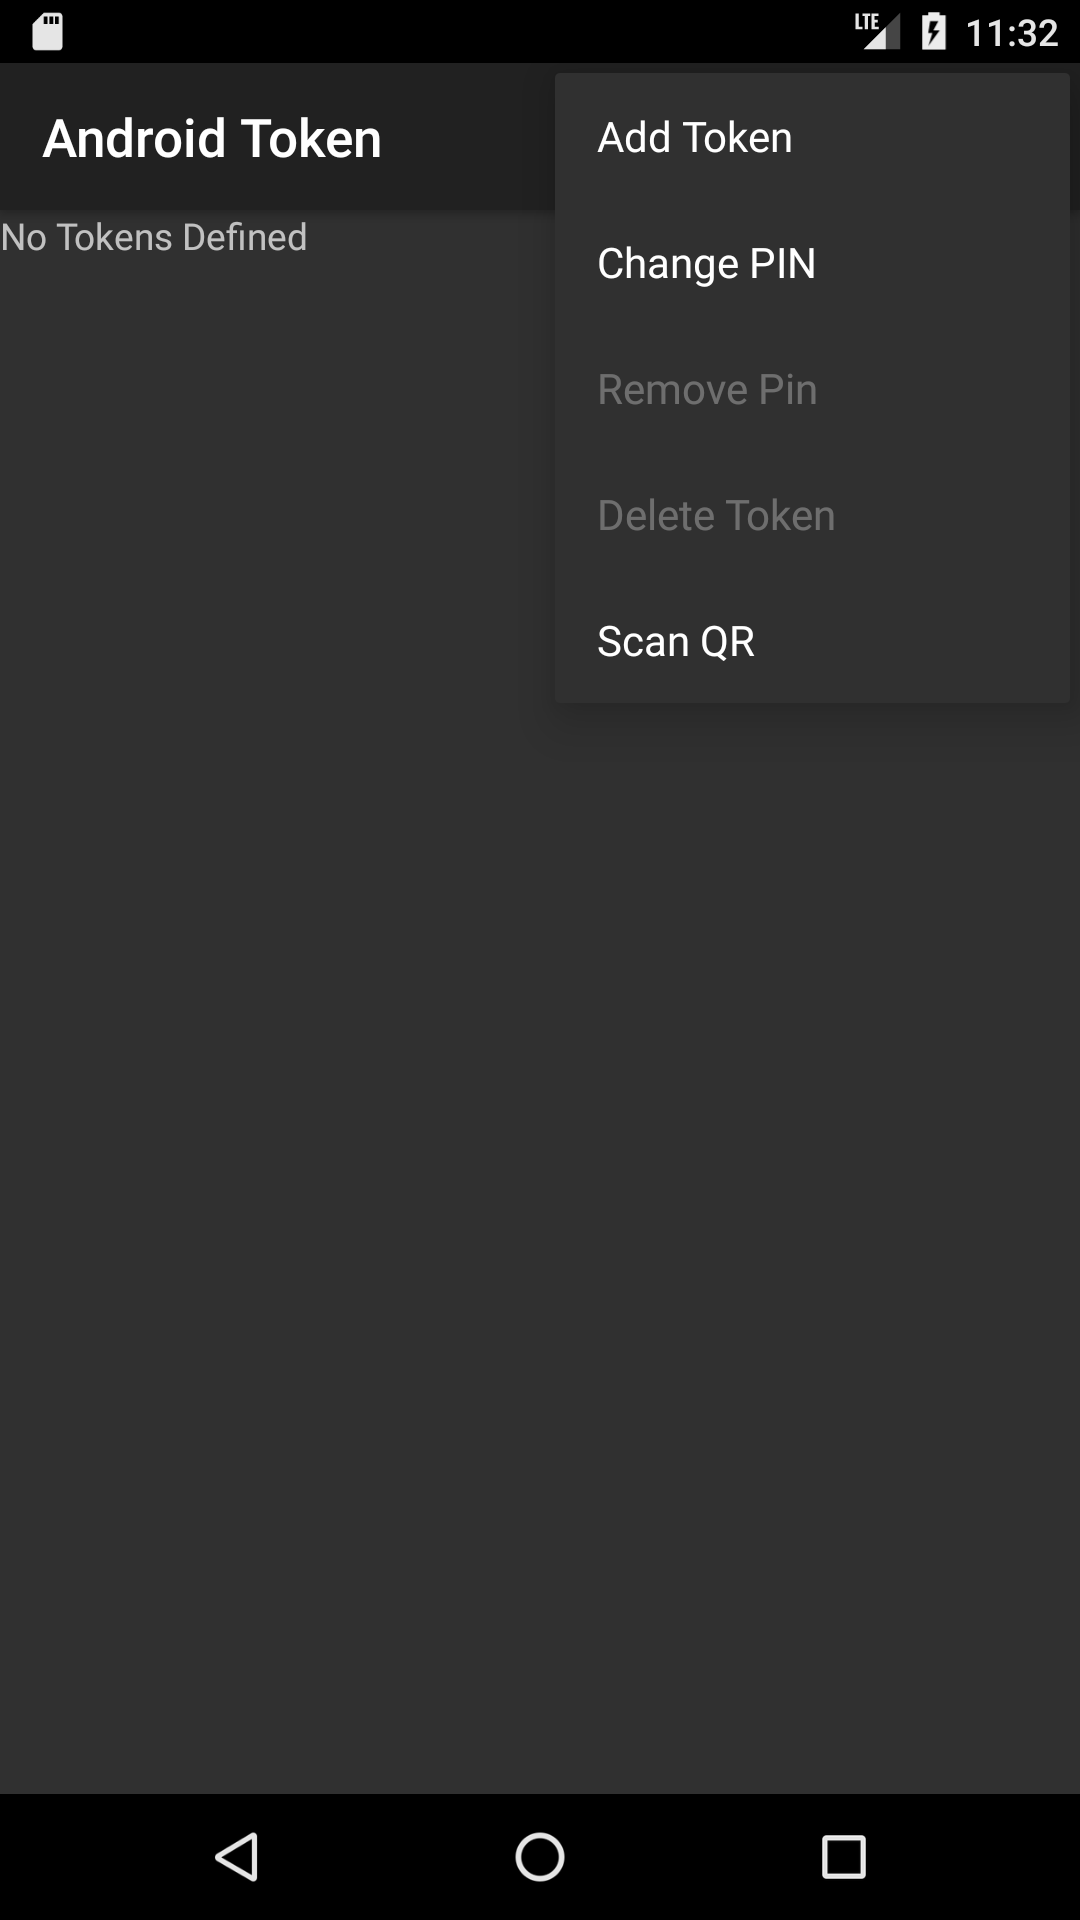 LTE 11:32
Android Token
Add Token
No Tokens Defined
Change PIN
Remove Pin
Delete Token
Scan QR